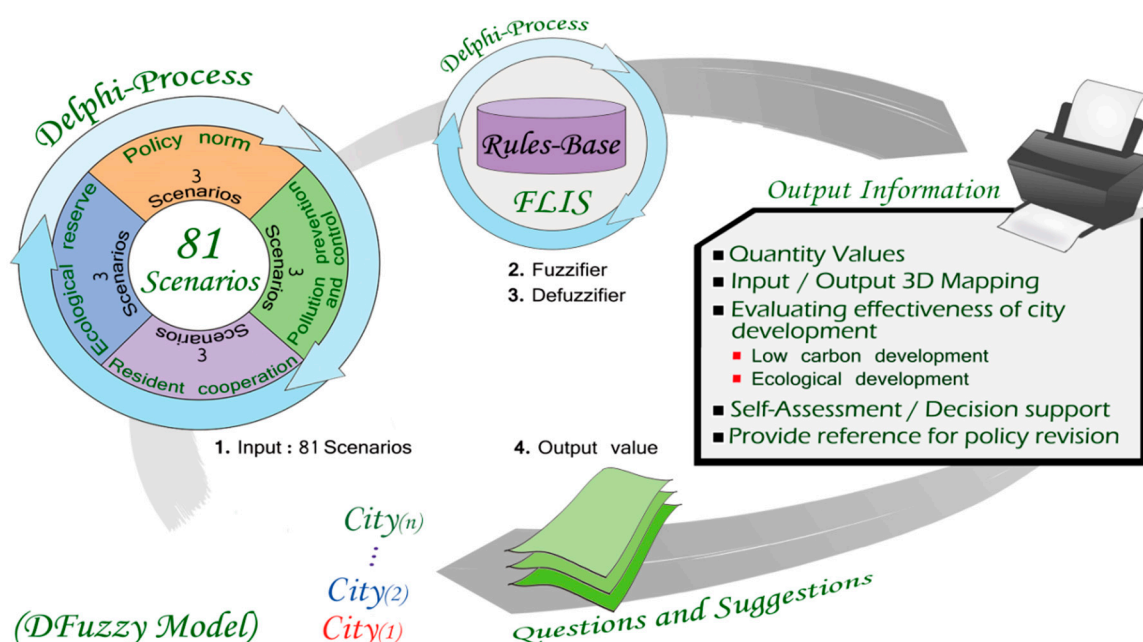 Delphi-Process
Policy norm
3
Scenarios
Ecological reserve
3
Scenarios
Pollution prevention
and control
3
Scenarios
Resident cooperation
3
Scenarios
81
Scenarios
1. Input : 81 Scenarios
Delphi-Process
Rules-Base
FLIS
2. Fuzzifier
3. Defuzzifier
4. Output value
Output Information
■ Quantity Values
■ Input / Output 3D Mapping
■ Evaluating effectiveness of city
development
■ Low carbon development
■ Ecological development
■ Self-Assessment / Decision support
■ Provide reference for policy revision
City(n)
⋮
City(2)
City(1)
Questions and Suggestions
(DFuzzy Model)